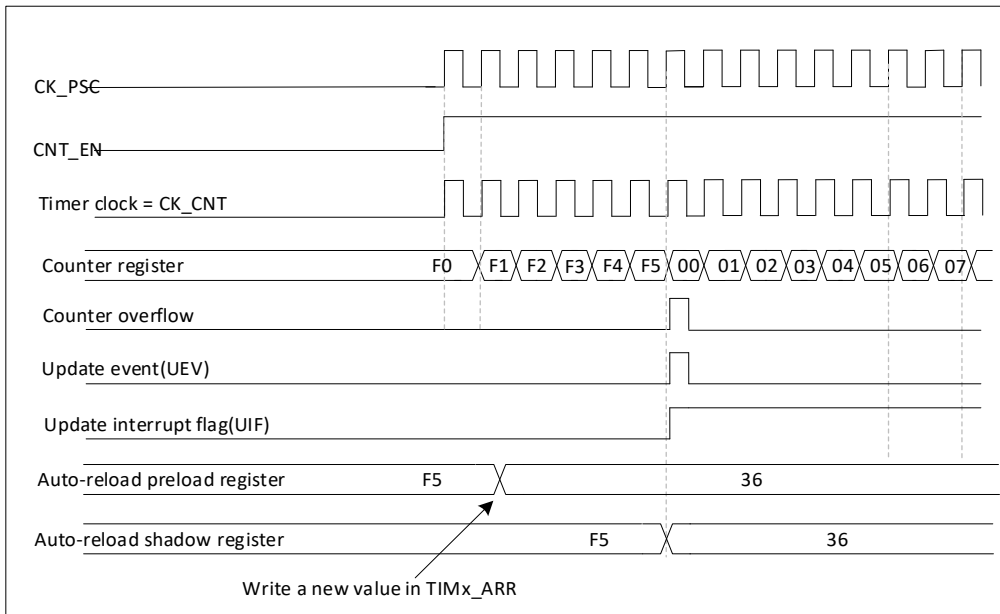 CK_PSC
CNT_EN
Timer clock = CK_CNT
Counter register F0 F1 F2 F3 F4 F5 00 01 02 03 04 05 06 07
Counter overflow
Update event(UEV)
Update interrupt flag(UIF)
Auto-reload preload register F5 36
Auto-reload shadow register F5 36
Write a new value in TIMx_ARR